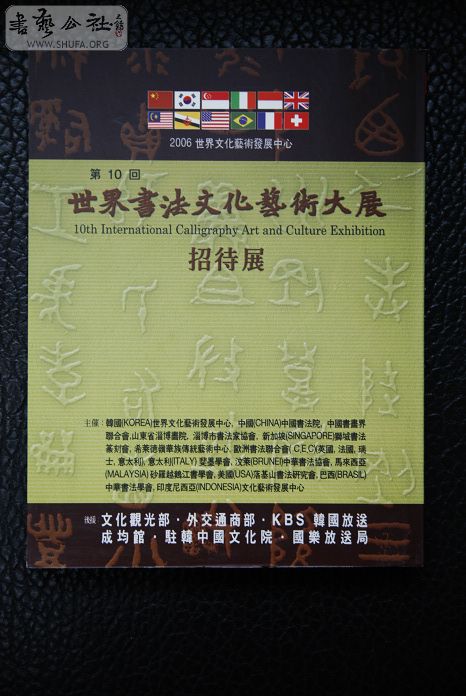 書藝公社
WWW.SHUFA.ORG
2006 世界文化藝術發展中心
第 10 回
世界書法文化藝術大展
10th International Calligraphy Art and Culture Exhibition
招待展
主催: 韓國(KOREA)世界文化藝術發展中心, 中國(CHINA)中國書法院, 中國書畫界
聯合會,山東省淄博畫院, 淄博市書法家協會, 新加坡(SINGAPORE)獅城書法
篆刻會, 希萊德嶺華族傳統藝術中心, 歐洲書法聯合會( C,E,C)(英國, 法國, 瑞
士, 意太利), 意太利(ITALY) 斐墨學會, 汶萊(BRUNEI)中華書法協會, 馬來西亞
(MALAYSIA) 砂羅越鶴江書學會, 美國(USA)落基山書法研究會, 巴西(BRASIL)
中華書法學會, 印度尼西亞(INDONESIA)文化藝術發展中心
後援: 文化觀光部·外交通商部·KBS 韓國放送
成均館·駐韓中國文化院·國樂放送局